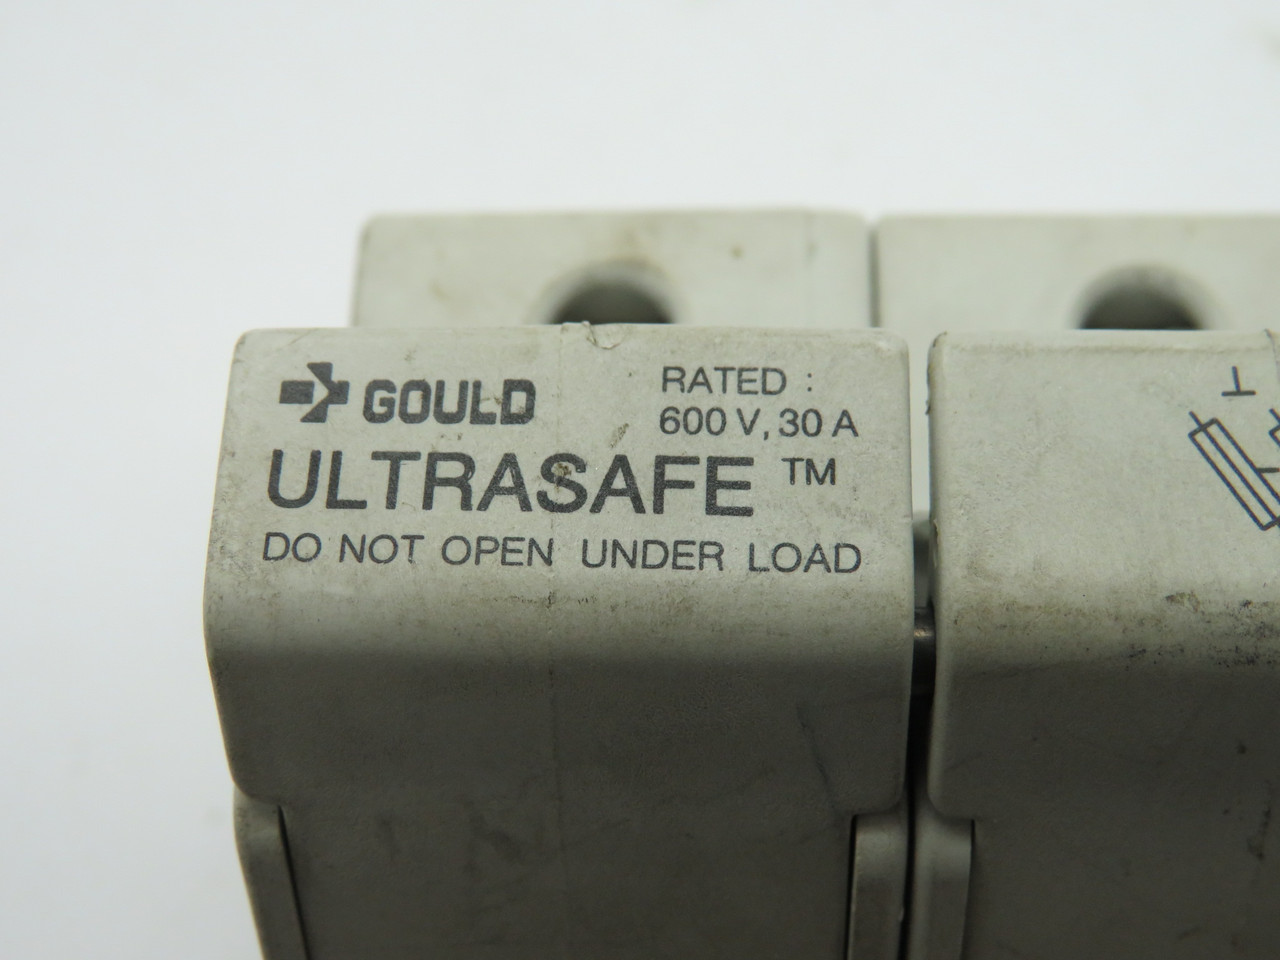 GOULD
RATED :
600 V, 30 A
ULTRASAFE ™
DO NOT OPEN UNDER LOAD